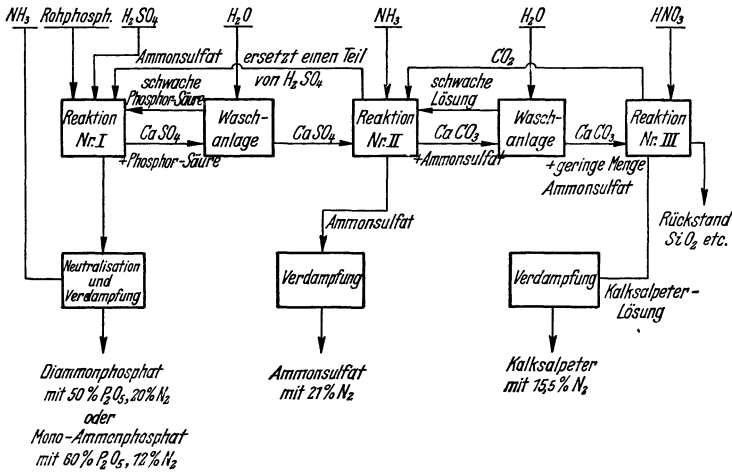 NH₃ Rohphosph. H₂SO₄ H₂O NH₃ H₂O HNO₃
Ammonsulfat ersetzt einen Teil
von H₂SO₄
CO₂
schwache
Phosphor-Säure
schwache
Lösung
Reaktion
Nr. I
Wasch-
anlage
Reaktion
Nr. II
Wasch-
anlage
Reaktion
Nr. III
CaSO₄
+Phosphor-Säure
CaSO₄
CaCO₃
+Ammonsulfat
CaCO₃
+geringe Menge
Ammonsulfat
Rückstand
SiO₂ etc.
Ammonsulfat
Neutralisation
und
Verdampfung
Verdampfung
Verdampfung
Kalksalpeter-
Lösung
Diammonphosphat
mit 50% P₂O₅, 20% N₂
oder
Mono-Ammonphosphat
mit 60% P₂O₅, 12% N₂
Ammonsulfat
mit 21% N₂
Kalksalpeter
mit 15,5% N₂